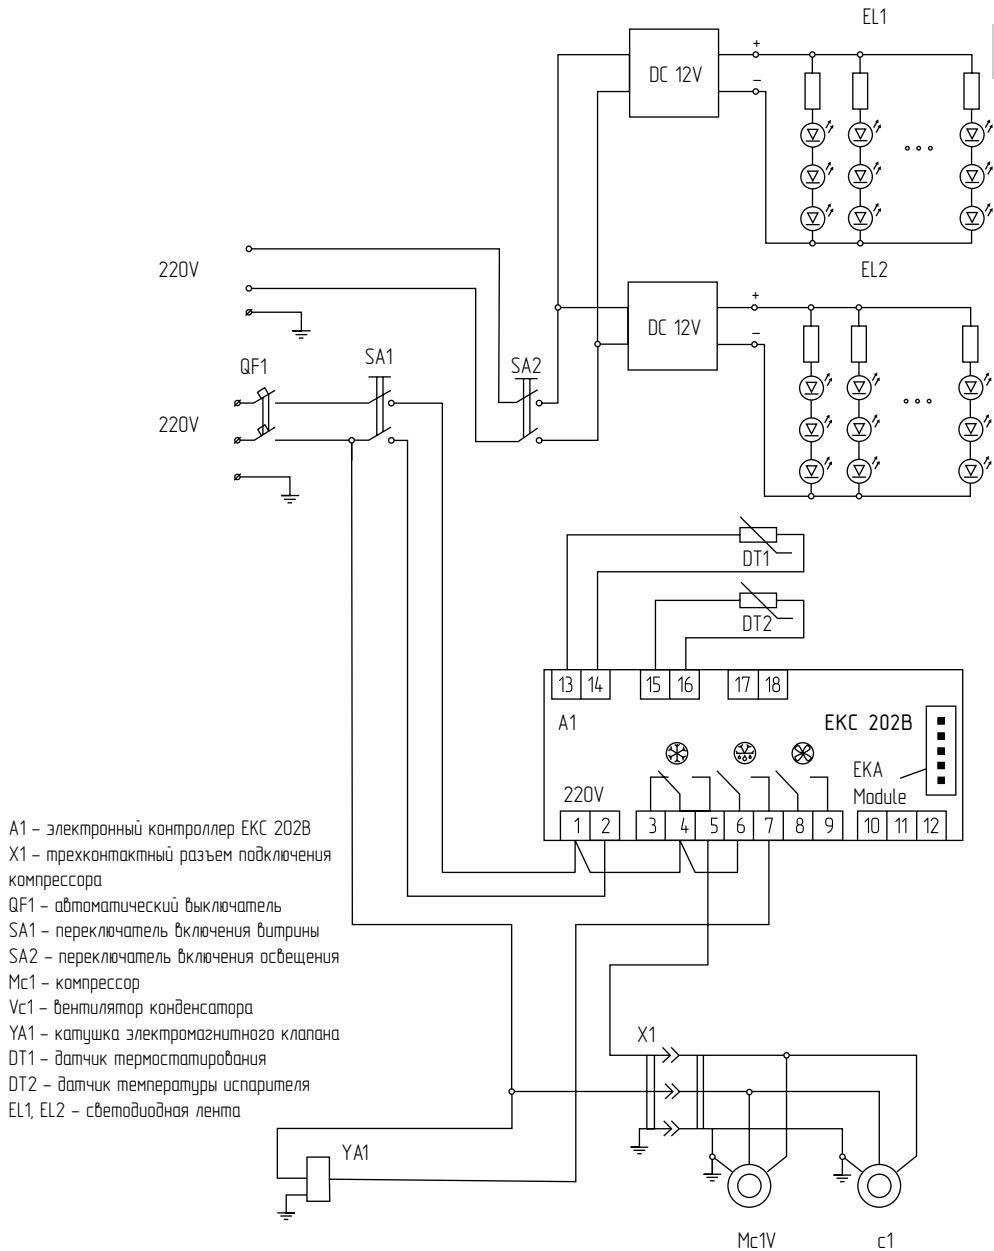 EL1
+
DC 12V
–
220V
EL2
+
DC 12V
–
QF1
SA1
SA2
220V
DT1
DT2
13 14 15 16 17 18
A1
EKC 202B
EKA
Module
220V
1 2 3 4 5 6 7 8 9 10 11 12
A1 – электронный контроллер EKC 202B
X1 – трехконтактный разъем подключения
компрессора
QF1 – автоматический выключатель
SA1 – переключатель включения витрины
SA2 – переключатель включения освещения
Mc1 – компрессор
Vc1 – вентилятор конденсатора
YA1 – катушка электромагнитного клапана
DT1 – датчик термостатирования
DT2 – датчик температуры испарителя
EL1, EL2 – светодиодная лента
X1
YA1
Mc1V
c1